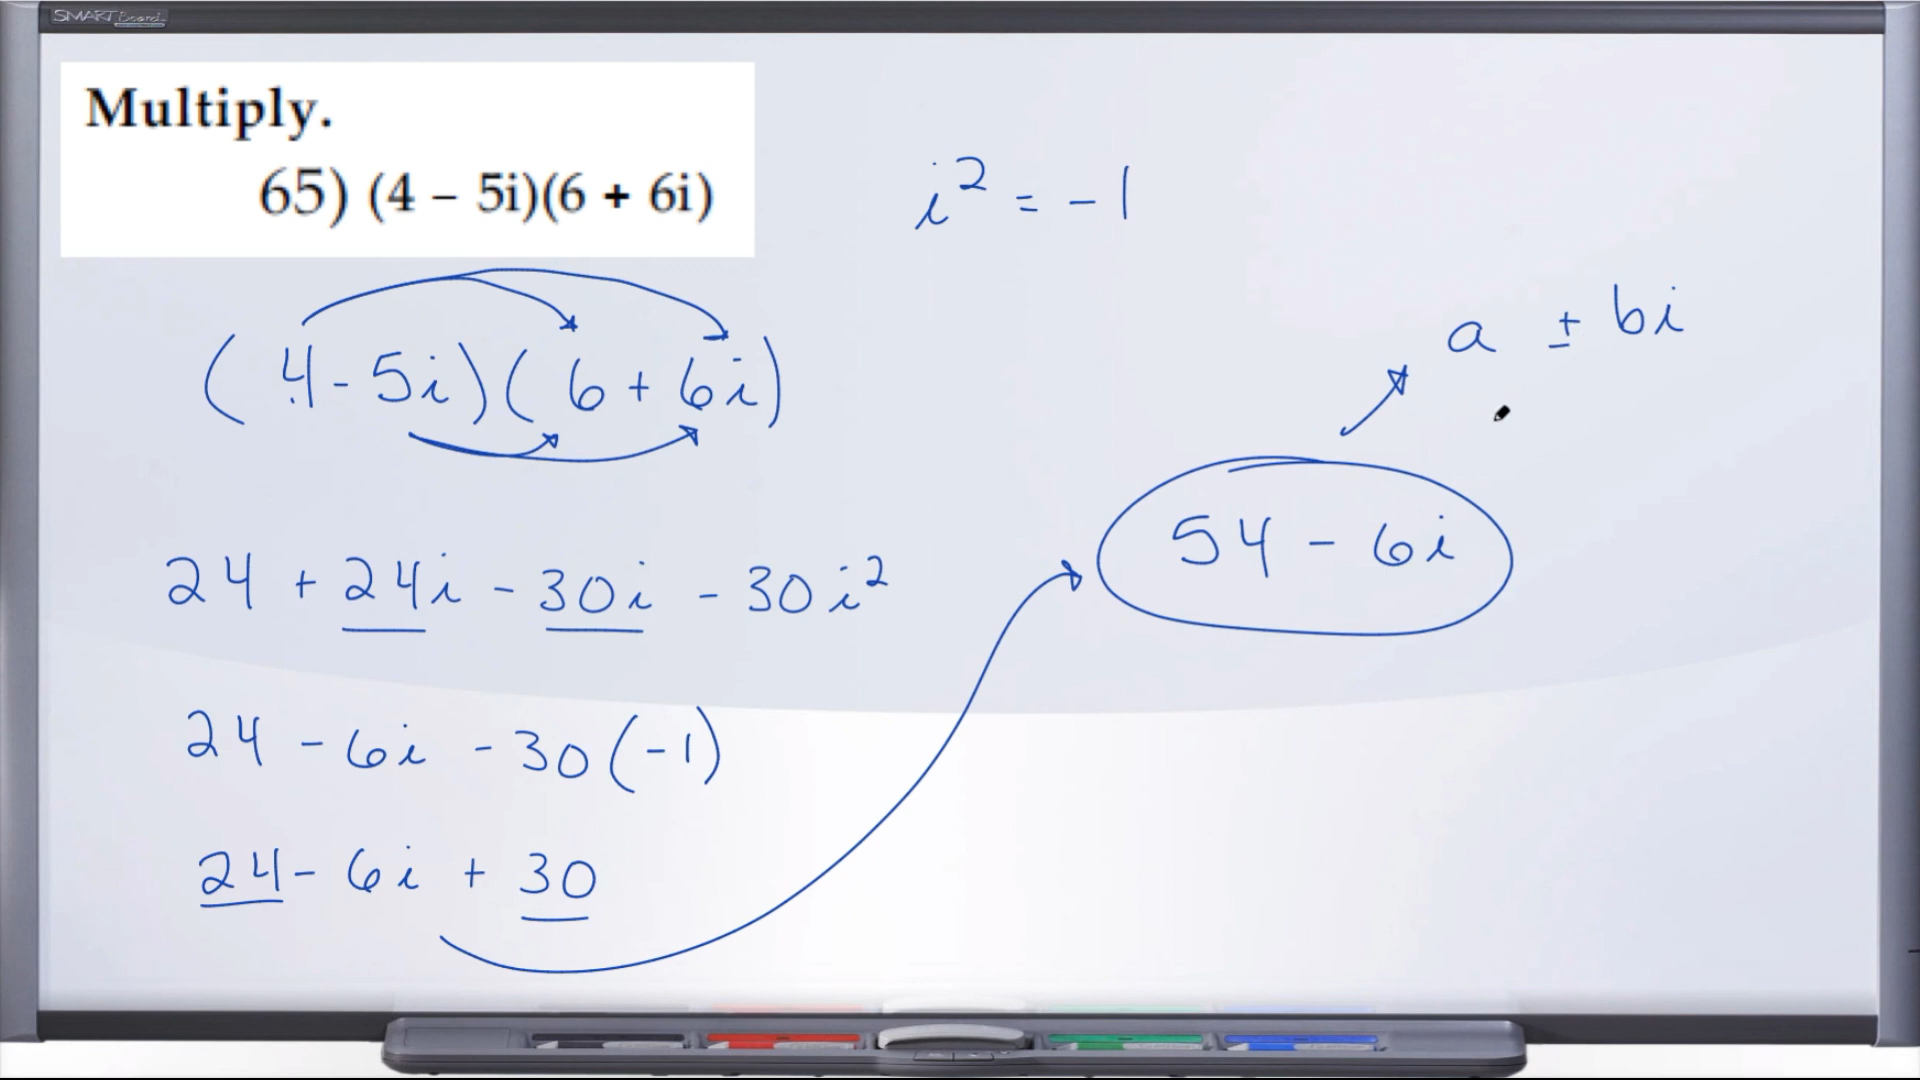 SMART Board
Multiply.
65) (4 – 5i)(6 + 6i)
i² = -1
a ± bi
(4-5i)(6+6i)
54 - 6i
24 + 24i - 30i - 30i²
24 - 6i - 30(-1)
24 - 6i + 30